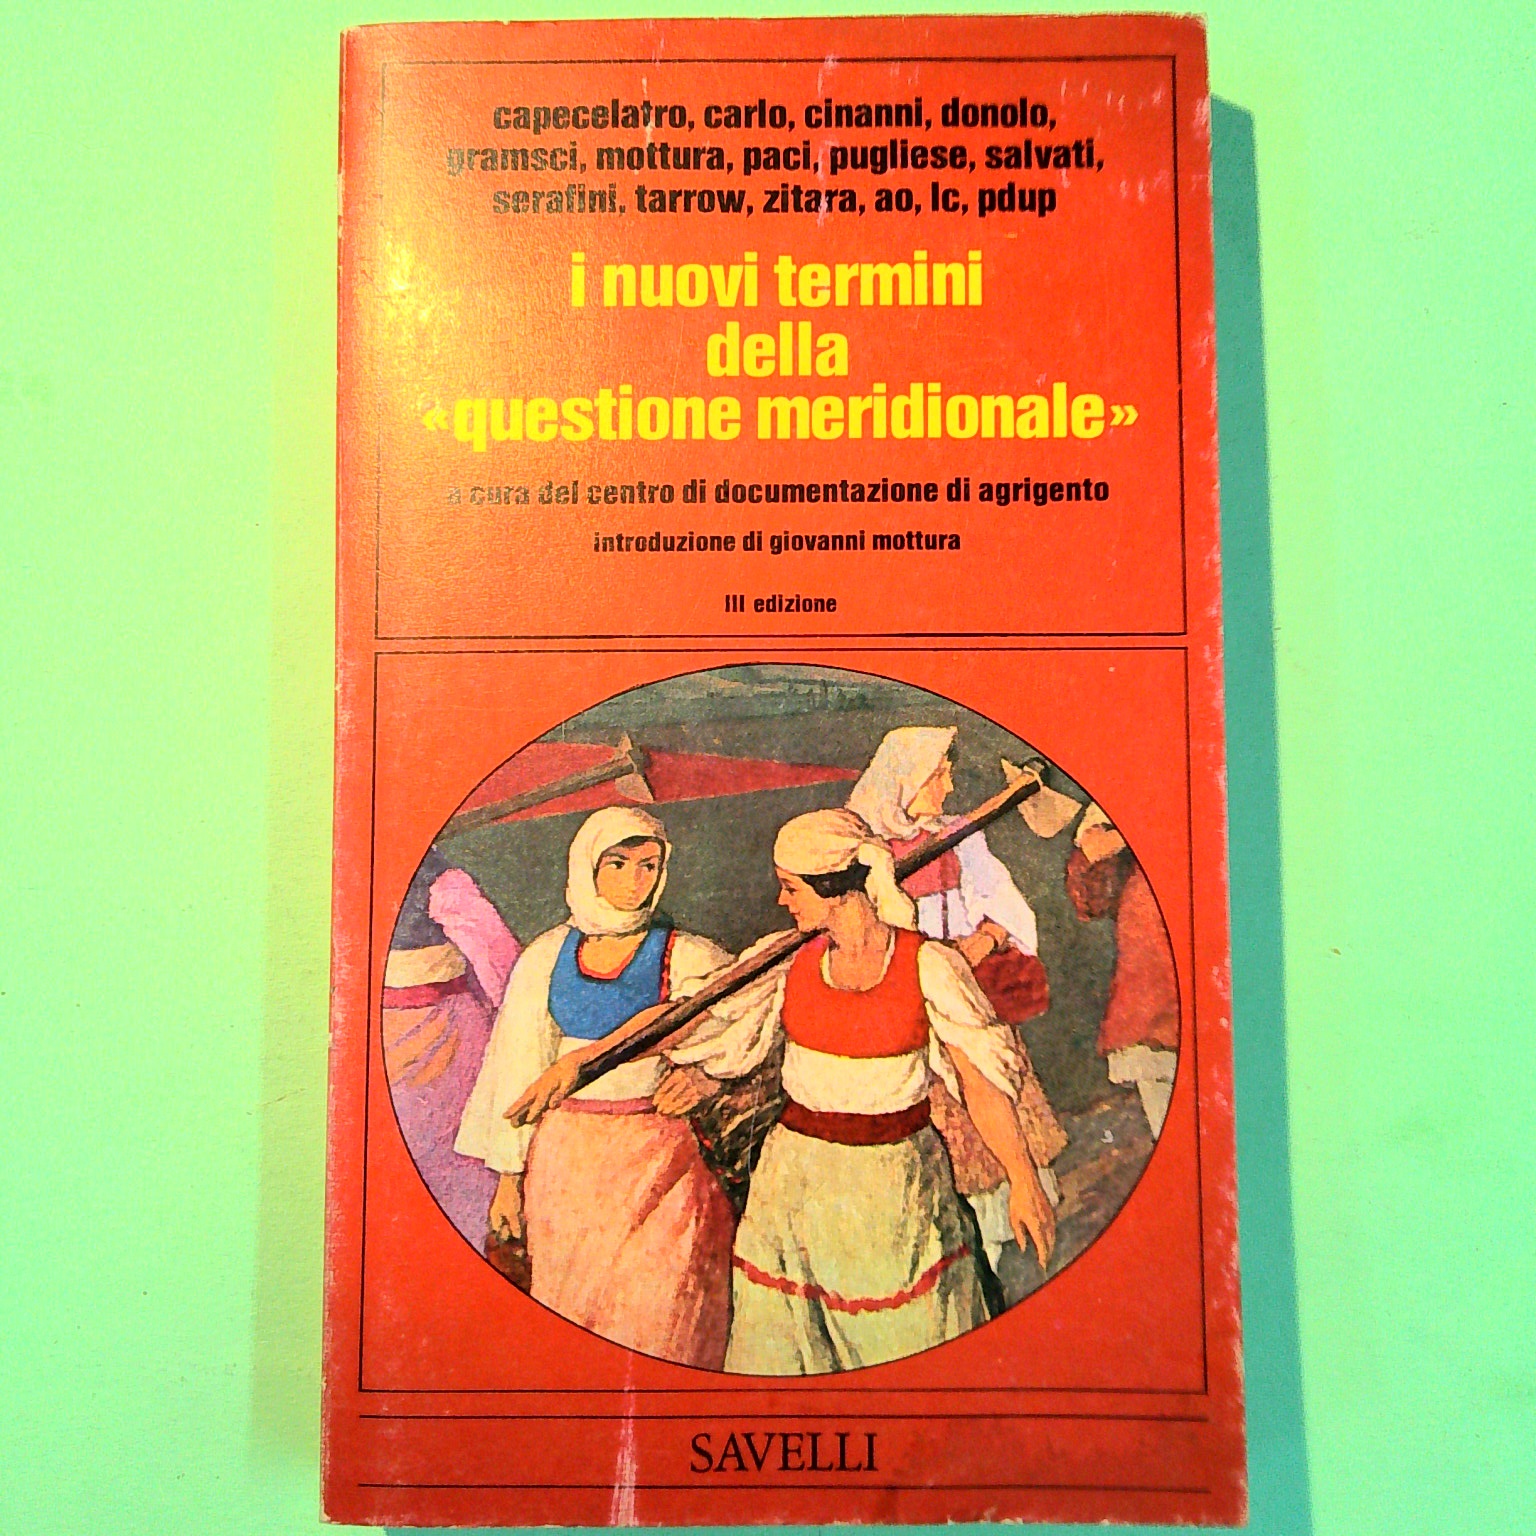 capecelatro, carlo, cinanni, donolo,
gramsci, mottura, paci, pugliese, salvati,
serafini, tarrow, zitara, ao, lc, pdup
i nuovi termini
della
«questione meridionale»
a cura del centro di documentazione di agrigento
introduzione di giovanni mottura
III edizione
SAVELLI